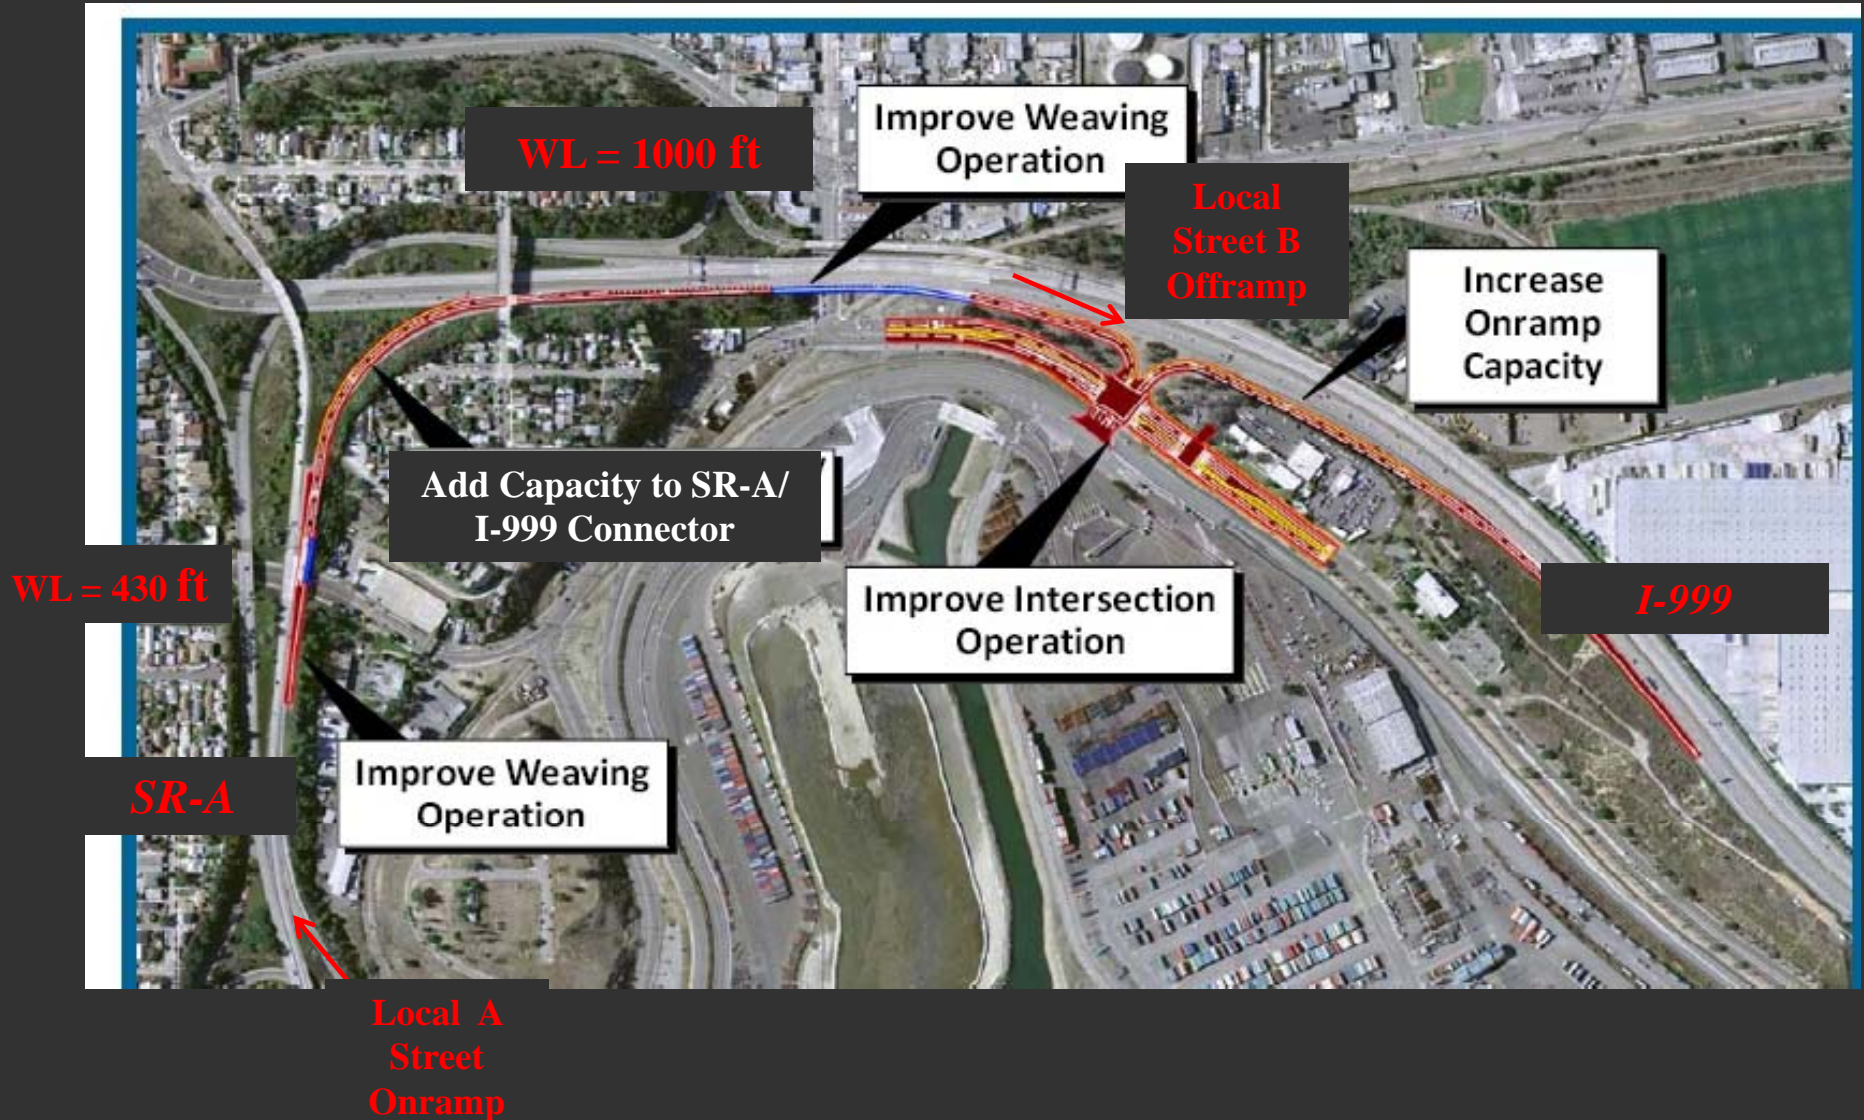 WL = 1000 ft
Improve Weaving
Operation
Local
Street B
Offramp
Increase
Onramp
Capacity
Add Capacity to SR-A/
I-999 Connector
WL = 430 ft
Improve Intersection
Operation
I-999
Improve Weaving
Operation
SR-A
Local A
Street
Onramp